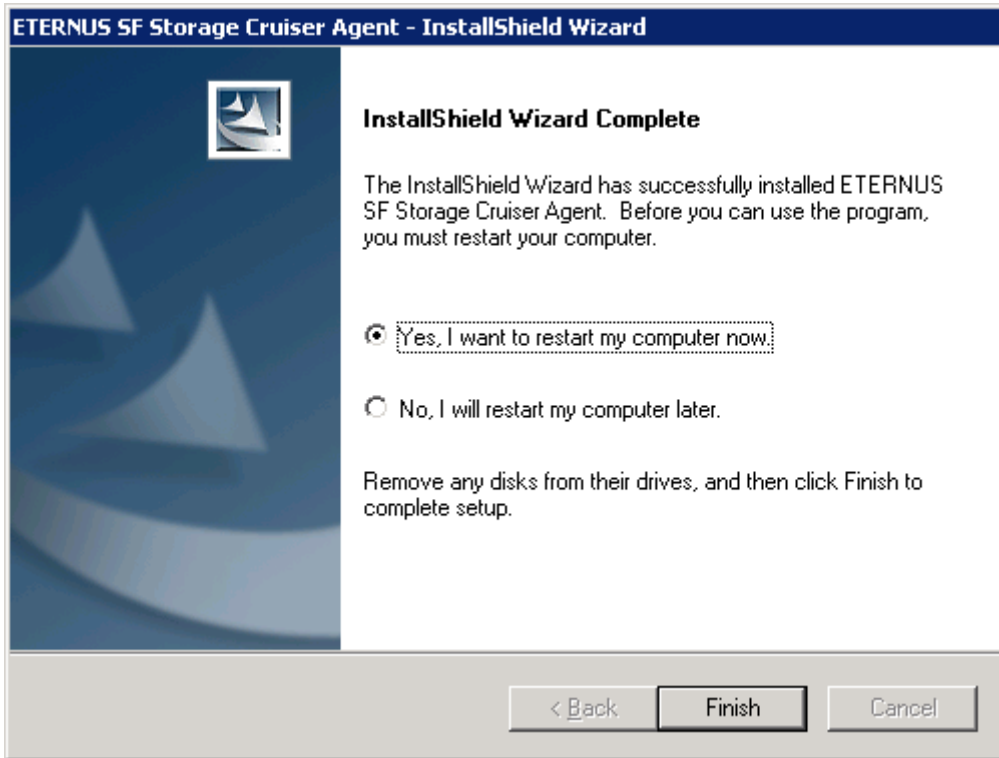 ETERNUS SF Storage Cruiser Agent - InstallShield Wizard
InstallShield Wizard Complete
The InstallShield Wizard has successfully installed ETERNUS
SF Storage Cruiser Agent.  Before you can use the program,
you must restart your computer.
Yes, I want to restart my computer now.
No, I will restart my computer later.
Remove any disks from their drives, and then click Finish to
complete setup.
< Back
Finish
Cancel